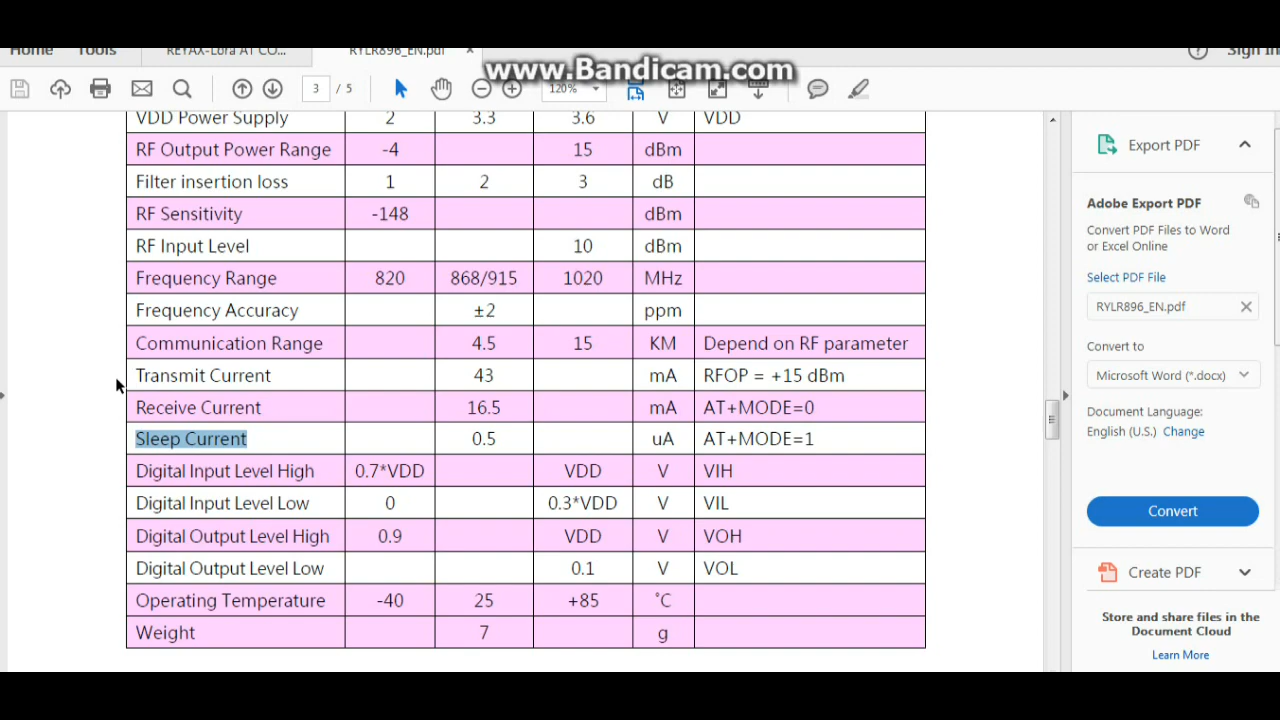 Home Tools REYAX-Lora AT CO... RYLR896_EN.pdf × ? Sign In
www.Bandicam.com
3 / 5 120%
VDD Power Supply 2 3.3 3.6 V VDD
RF Output Power Range -4 15 dBm
Filter insertion loss 1 2 3 dB
RF Sensitivity -148 dBm
RF Input Level 10 dBm
Frequency Range 820 868/915 1020 MHz
Frequency Accuracy ±2 ppm
Communication Range 4.5 15 KM Depend on RF parameter
Transmit Current 43 mA RFOP = +15 dBm
Receive Current 16.5 mA AT+MODE=0
Sleep Current 0.5 uA AT+MODE=1
Digital Input Level High 0.7*VDD VDD V VIH
Digital Input Level Low 0 0.3*VDD V VIL
Digital Output Level High 0.9 VDD V VOH
Digital Output Level Low 0.1 V VOL
Operating Temperature -40 25 +85 ˚C
Weight 7 g
Export PDF
Adobe Export PDF
Convert PDF Files to Word
or Excel Online
Select PDF File
RYLR896_EN.pdf
Convert to
Microsoft Word (*.docx)
Document Language:
English (U.S.) Change
Convert
Create PDF
Store and share files in the
Document Cloud
Learn More